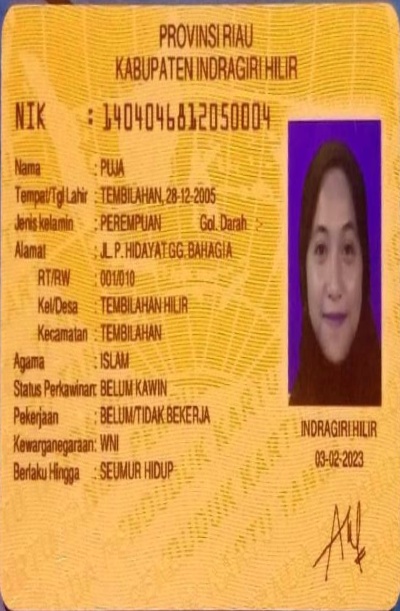 PROVINSI RIAU
KABUPATEN INDRAGIRI HILIR
NIK : 1404046812050004
Nama : PUJA
Tempat/Tgl Lahir : TEMBILAHAN, 28-12-2005
Jenis kelamin : PEREMPUAN Gol. Darah : -
Alamat : JL. P. HIDAYAT GG. BAHAGIA
RT/RW : 001/010
Kel/Desa : TEMBILAHAN HILIR
Kecamatan : TEMBILAHAN
Agama : ISLAM
Status Perkawinan: BELUM KAWIN
Pekerjaan : BELUM/TIDAK BEKERJA
Kewarganegaraan: WNI
Berlaku Hingga : SEUMUR HIDUP
INDRAGIRI HILIR
03-02-2023